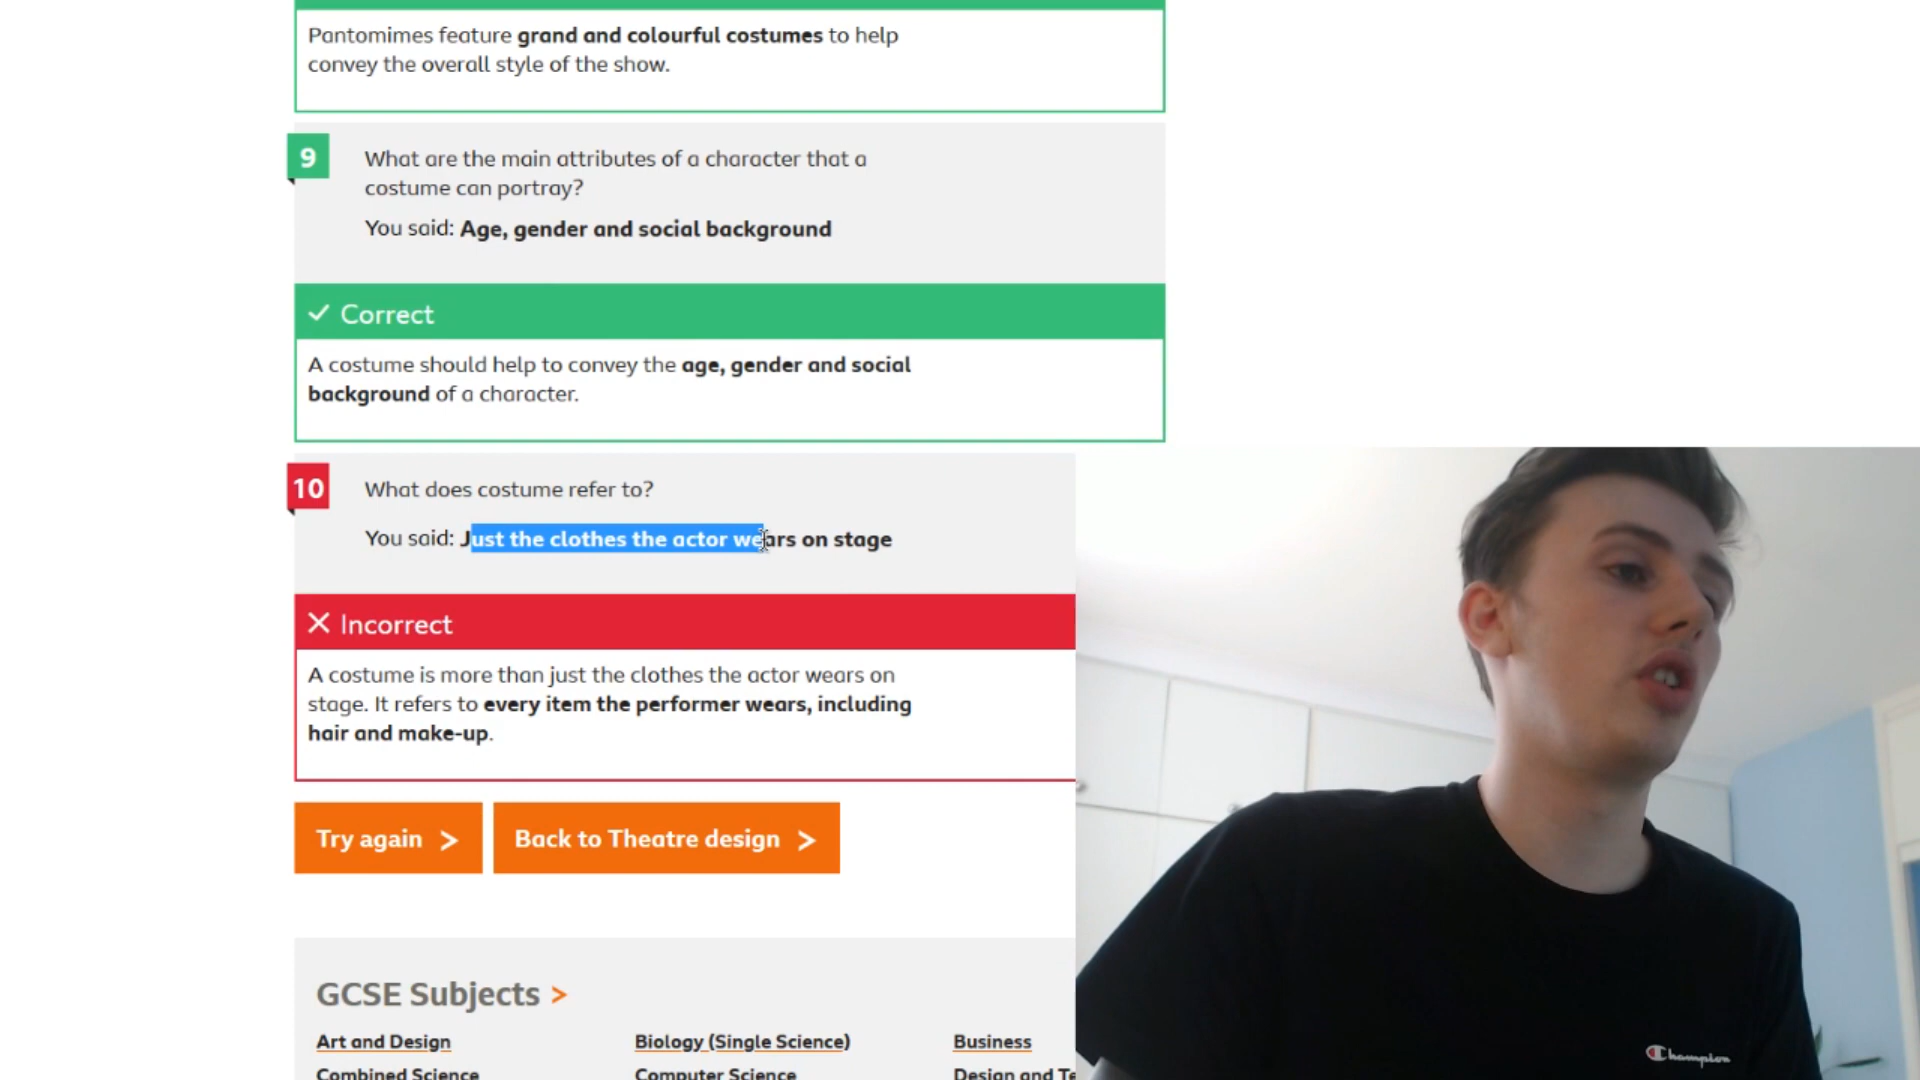 Pantomimes feature grand and colourful costumes to help
convey the overall style of the show.
9
What are the main attributes of a character that a
costume can portray?
You said: Age, gender and social background
Correct
A costume should help to convey the age, gender and social
background of a character.
10
What does costume refer to?
You said: Just the clothes the actor wears on stage
Incorrect
A costume is more than just the clothes the actor wears on
stage. It refers to every item the performer wears, including
hair and make-up.
Try again >
Back to Theatre design >
GCSE Subjects >
Art and Design
Biology (Single Science)
Business
Combined Science
Computer Science
Design and Te
Champion